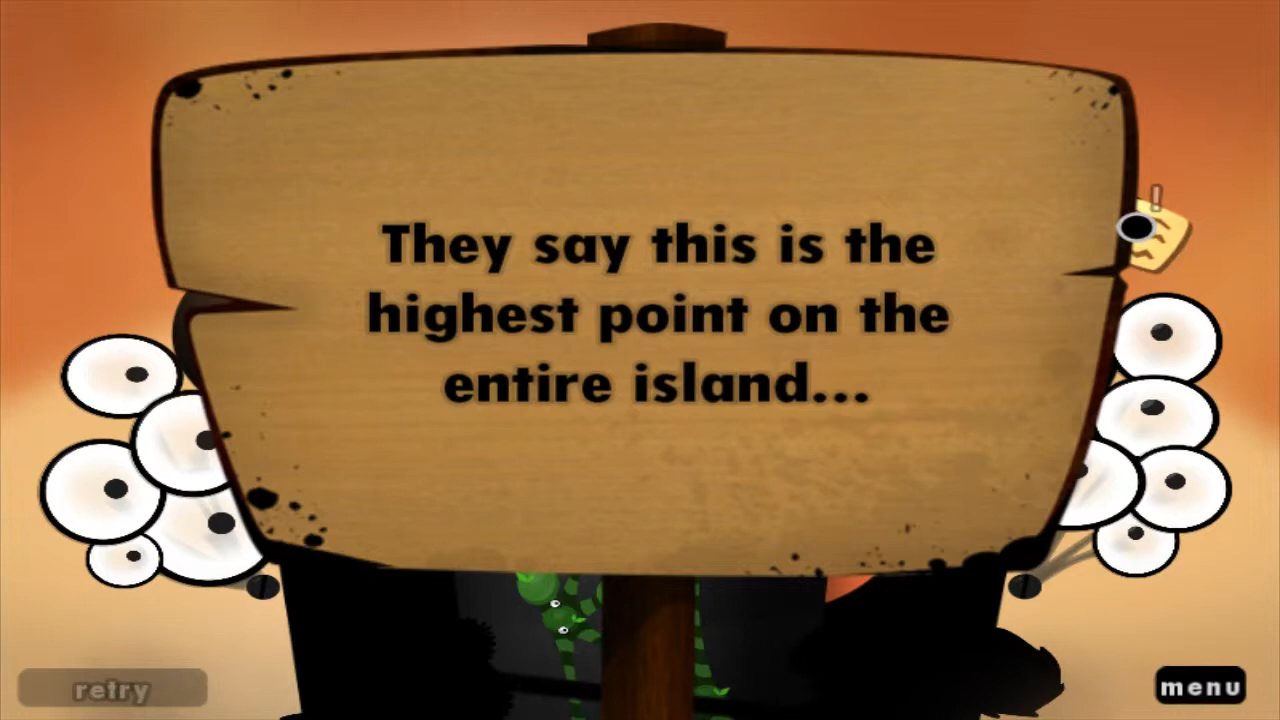 They say this is the
highest point on the
entire island...
!
retry
menu